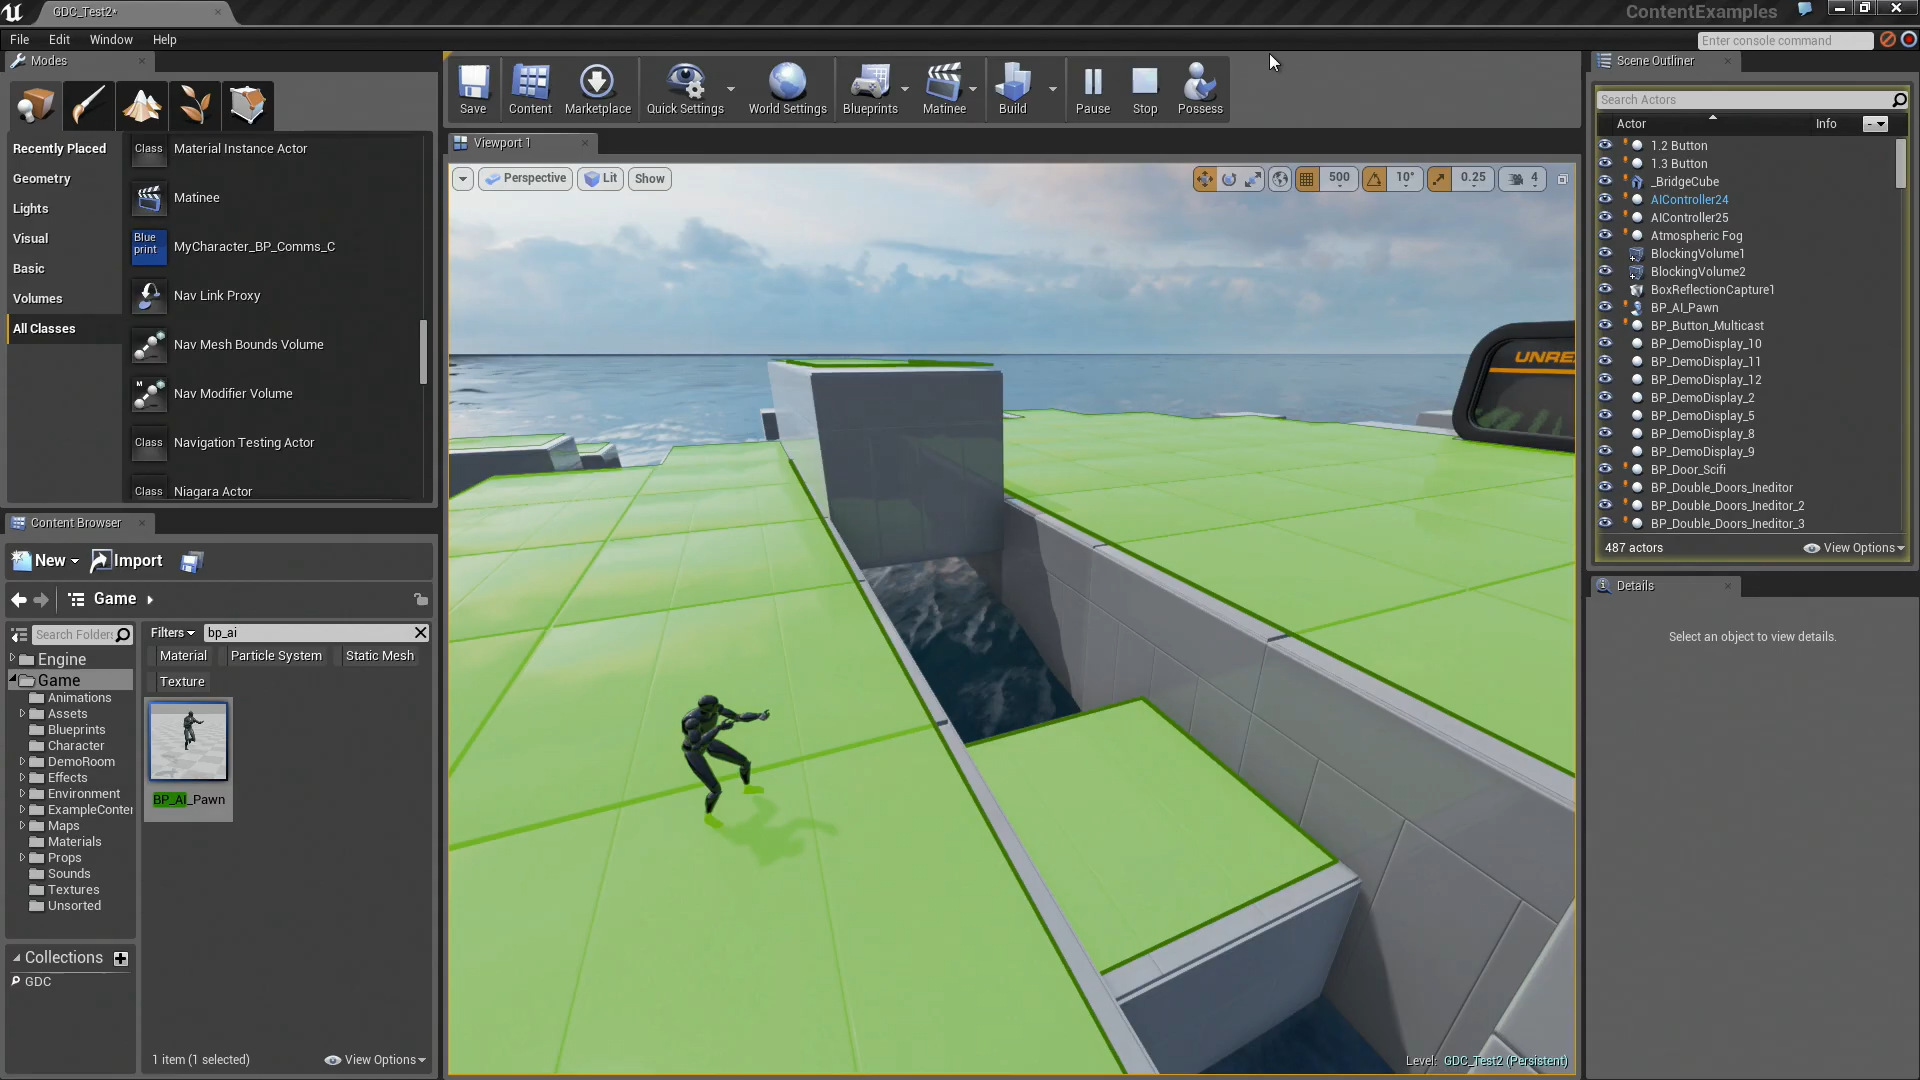 GDC_Test2*
ContentExamples
File Edit Window Help
Enter console command
Modes
Save
Content
Marketplace
Quick Settings
World Settings
Blueprints
Matinee
Build
Pause
Stop
Possess
Recently Placed
Geometry
Lights
Visual
Basic
Volumes
All Classes
Class Material Instance Actor
Matinee
Blue
print
MyCharacter_BP_Comms_C
Nav Link Proxy
Nav Mesh Bounds Volume
Nav Modifier Volume
Class Navigation Testing Actor
Class Niagara Actor
Viewport 1
Perspective Lit Show
500 10° 0.25 4
UNRE
Level: GDC_Test2 (Persistent)
Content Browser
New Import
Game
Search Folders
Filters bp_ai
Material Particle System Static Mesh
Texture
Engine
Game
Animations
Assets
Blueprints
Character
DemoRoom
Effects
Environment
ExampleConter
Maps
Materials
Props
Sounds
Textures
Unsorted
Collections
GDC
BP_AI_Pawn
1 item (1 selected) View Options
Scene Outliner
Search Actors
Actor Info
1.2 Button
1.3 Button
_BridgeCube
AIController24
AIController25
Atmospheric Fog
BlockingVolume1
BlockingVolume2
BoxReflectionCapture1
BP_AI_Pawn
BP_Button_Multicast
BP_DemoDisplay_10
BP_DemoDisplay_11
BP_DemoDisplay_12
BP_DemoDisplay_2
BP_DemoDisplay_5
BP_DemoDisplay_8
BP_DemoDisplay_9
BP_Door_Scifi
BP_Double_Doors_Ineditor
BP_Double_Doors_Ineditor_2
BP_Double_Doors_Ineditor_3
487 actors View Options
Details
Select an object to view details.